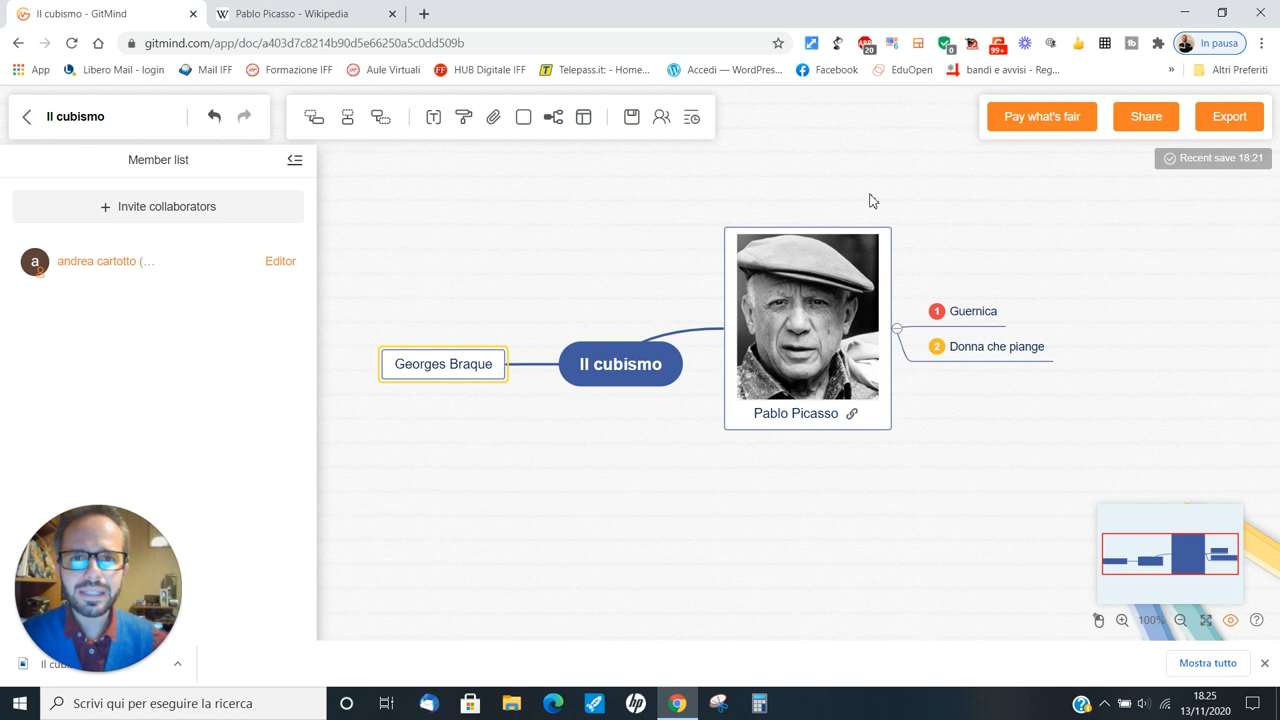 Il cubismo - GitMind
Pablo Picasso - Wikipedia
gitmind.com/app/doc/a403d7c8214b90d5e66250a5c0dd509b
In pausa
App
Libero Mail - login
Mail IFF
Formazione IFF
Aule Virtuali
HUB Digitale IFF
Telepass.it: - Home...
Accedi — WordPres...
Facebook
EduOpen
bandi e avvisi - Reg...
»
Altri Preferiti
20
6
0
99+
Il cubismo
Pay what's fair
Share
Export
Member list
Recent save 18:21
+ Invite collaborators
a
andrea cartotto (...
Editor
1 Guernica
2 Donna che piange
Georges Braque
Il cubismo
Pablo Picasso
100%
Mostra tutto
Scrivi qui per eseguire la ricerca
18.25
13/11/2020